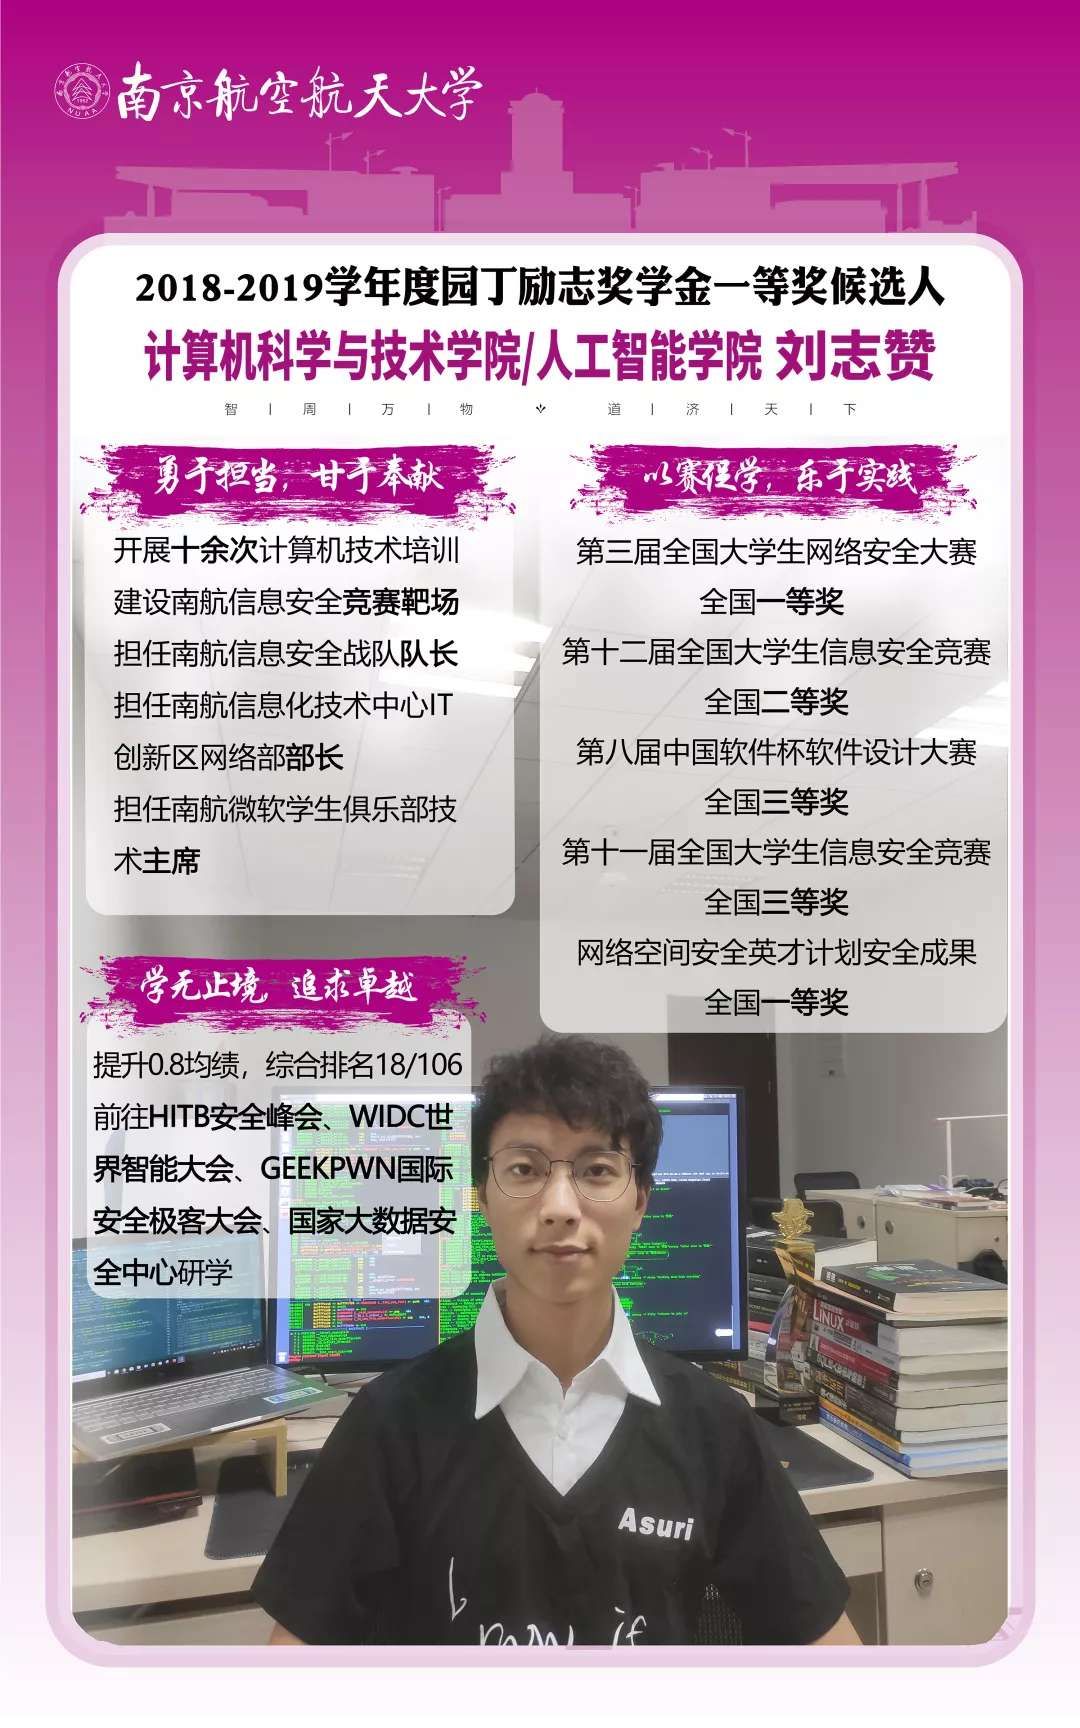 南京航空航天大学
NUAA
2018-2019学年度园丁励志奖学金一等奖候选人
计算机科学与技术学院/人工智能学院 刘志赞
智周万物 道济天下
勇于担当，甘于奉献
开展十余次计算机技术培训
建设南航信息安全竞赛靶场
担任南航信息安全战队队长
担任南航信息化技术中心IT
创新区网络部部长
担任南航微软学生俱乐部技
术主席
以赛促学，乐于实践
第三届全国大学生网络安全大赛
全国一等奖
第十二届全国大学生信息安全竞赛
全国二等奖
第八届中国软件杯软件设计大赛
全国三等奖
第十一届全国大学生信息安全竞赛
全国三等奖
网络空间安全英才计划安全成果
全国一等奖
学无止境，追求卓越
提升0.8均绩，综合排名18/106
前往HITB安全峰会、WIDC世
界智能大会、GEEKPWN国际
安全极客大会、国家大数据安
全中心研学
LINUX
Asuri